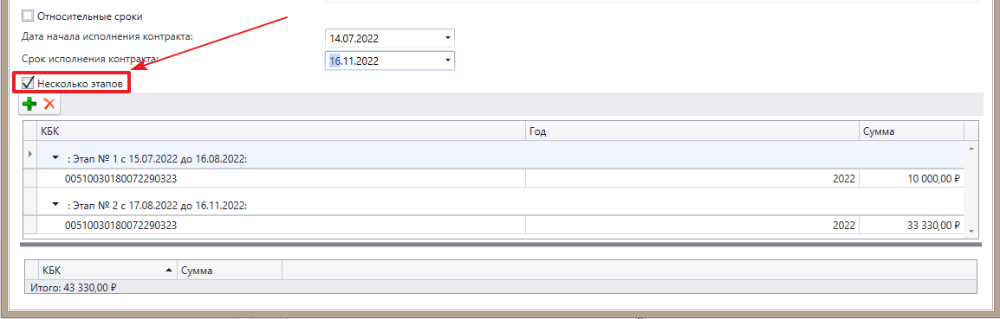 Относительные сроки
Дата начала исполнения контракта: 14.07.2022
Срок исполнения контракта: 16.11.2022
Несколько этапов
КБК Год Сумма
: Этап № 1 с 15.07.2022 до 16.08.2022:
00510030180072290323 2022 10 000,00 ₽
: Этап № 2 с 17.08.2022 до 16.11.2022:
00510030180072290323 2022 33 330,00 ₽
КБК Сумма
Итого: 43 330,00 ₽